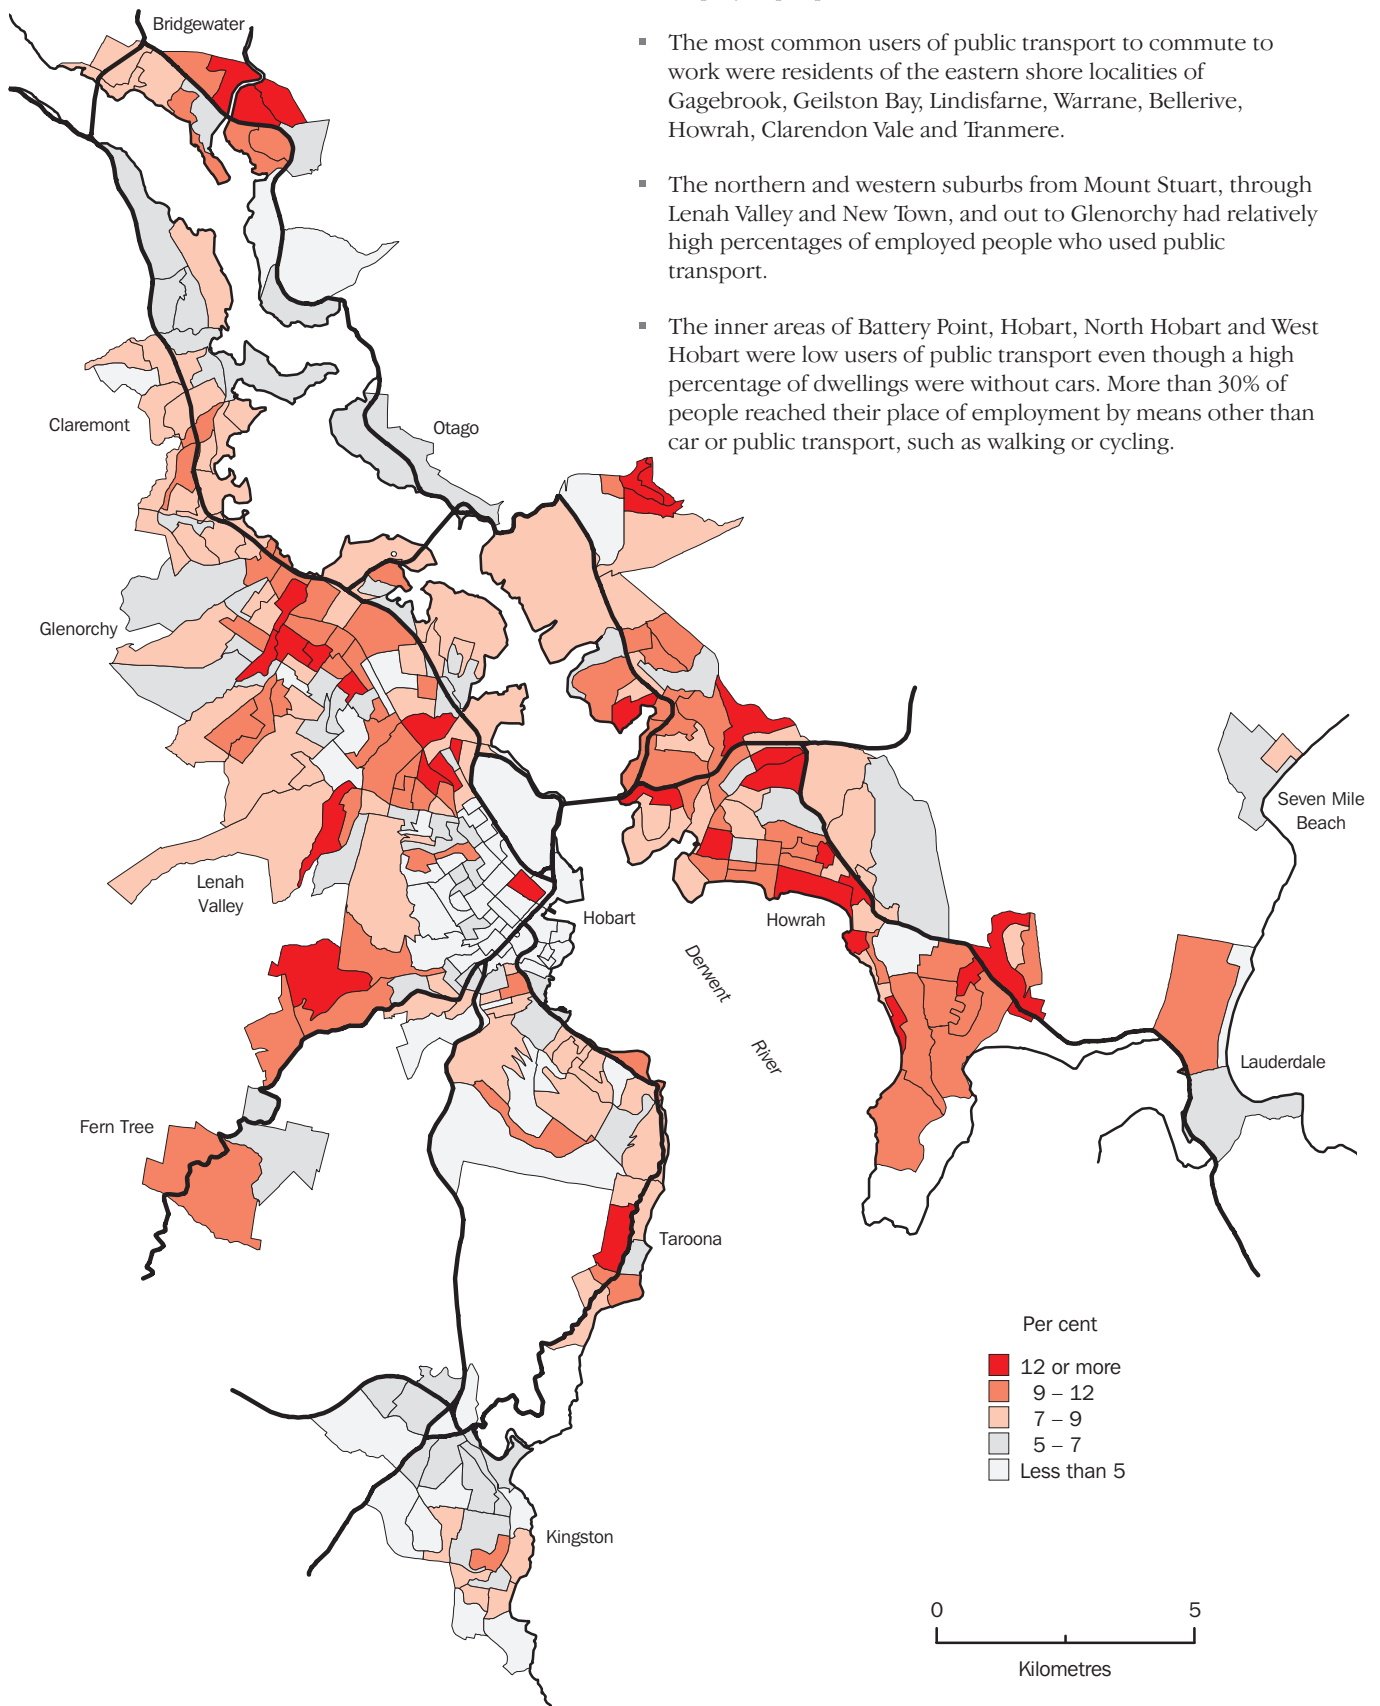 The most common users of public transport to commute to
work were residents of the eastern shore localities of
Gagebrook, Geilston Bay, Lindisfarne, Warrane, Bellerive,
Howrah, Clarendon Vale and Tranmere.
The northern and western suburbs from Mount Stuart, through
Lenah Valley and New Town, and out to Glenorchy had relatively
high percentages of employed people who used public
transport.
The inner areas of Battery Point, Hobart, North Hobart and West
Hobart were low users of public transport even though a high
percentage of dwellings were without cars. More than 30% of
people reached their place of employment by means other than
car or public transport, such as walking or cycling.
Bridgewater
Claremont
Otago
Glenorchy
Seven Mile
Beach
Lenah
Valley
Hobart
Howrah
Derwent
River
Lauderdale
Fern Tree
Taroona
Kingston
Per cent
12 or more
9 – 12
7 – 9
5 – 7
Less than 5
0 5
Kilometres